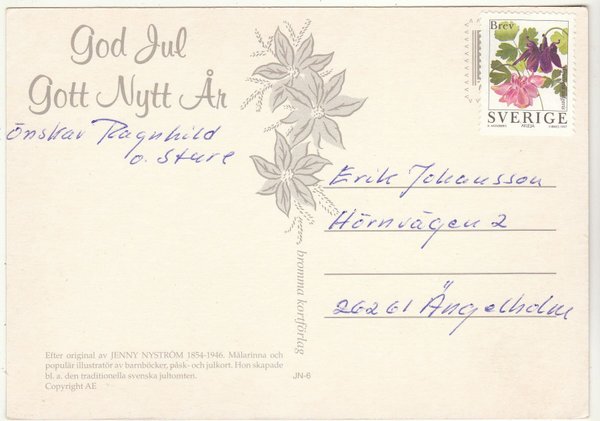 God Jul
Gott Nytt År
önskar Ragnhild
o. Sture
Brev
SVERIGE
AKLEJA
Erik Johansson
Hörnvägen 2
26261 Ängelholm
bromma kortförlag
Efter original av JENNY NYSTRÖM 1854-1946. Målarinna och
populär illustratör av barnböcker, påsk- och julkort. Hon skapade
bl. a. den traditionella svenska jultomten.
Copyright AE
JN-6